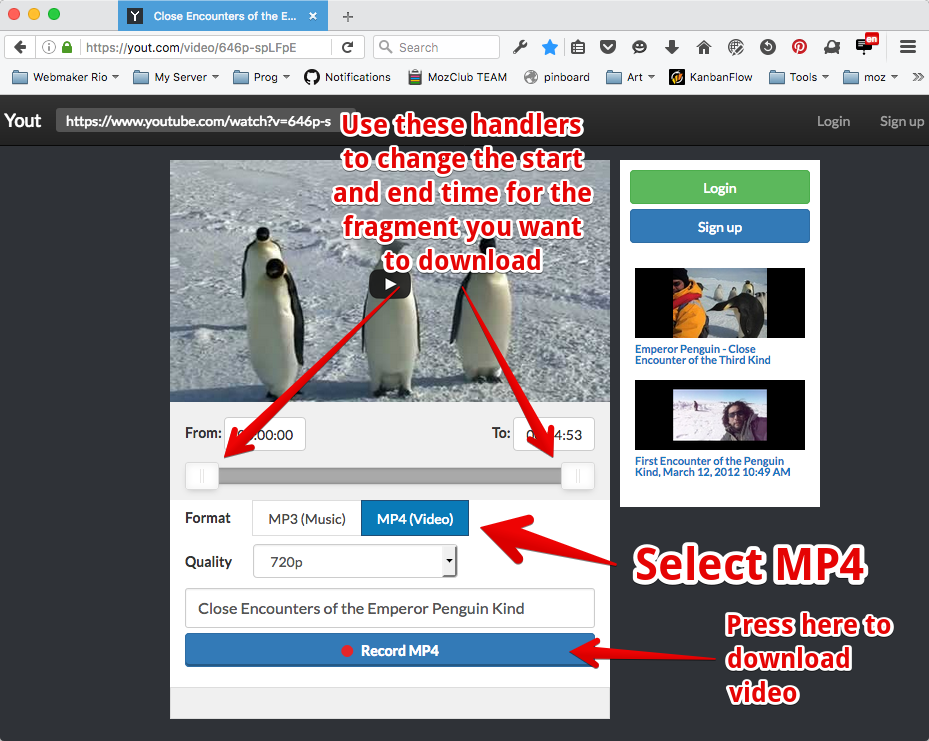 Close Encounters of the E...
https://yout.com/video/646p-spLFpE
Search
en
Webmaker Rio
My Server
Prog
Notifications
MozClub TEAM
pinboard
Art
KanbanFlow
Tools
moz
Yout
https://www.youtube.com/watch?v=646p-s
Login
Sign up
Use these handlers
to change the start
and end time for the
fragment you want
to download
Login
Sign up
Emperor Penguin - Close
Encounter of the Third Kind
First Encounter of the Penguin
Kind, March 12, 2012 10:49 AM
From:
:00:00
To:
4:53
Format
MP3 (Music)
MP4 (Video)
Quality
720p
Select MP4
Close Encounters of the Emperor Penguin Kind
Record MP4
Press here to
download
video